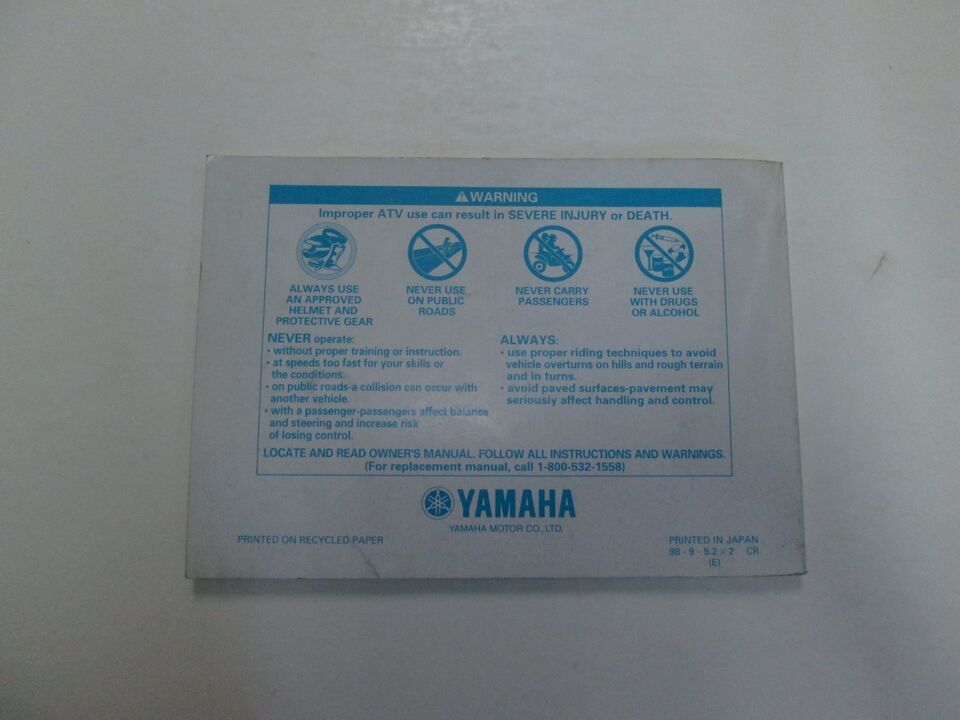 ⚠WARNING
Improper ATV use can result in SEVERE INJURY or DEATH.
ALWAYS USE
AN APPROVED
HELMET AND
PROTECTIVE GEAR
NEVER USE
ON PUBLIC
ROADS
NEVER CARRY
PASSENGERS
NEVER USE
WITH DRUGS
OR ALCOHOL
NEVER operate:
• without proper training or instruction.
• at speeds too fast for your skills or
the conditions.
• on public roads-a collision can occur with
another vehicle.
• with a passenger-passengers affect balance
and steering and increase risk
of losing control.
ALWAYS:
• use proper riding techniques to avoid
vehicle overturns on hills and rough terrain
and in turns.
• avoid paved surfaces-pavement may
seriously affect handling and control.
LOCATE AND READ OWNER'S MANUAL. FOLLOW ALL INSTRUCTIONS AND WARNINGS.
(For replacement manual, call 1-800-532-1558)
YAMAHA
YAMAHA MOTOR CO., LTD.
PRINTED ON RECYCLED PAPER
PRINTED IN JAPAN
98 - 9 - 5.2 × 2 CR
(E)